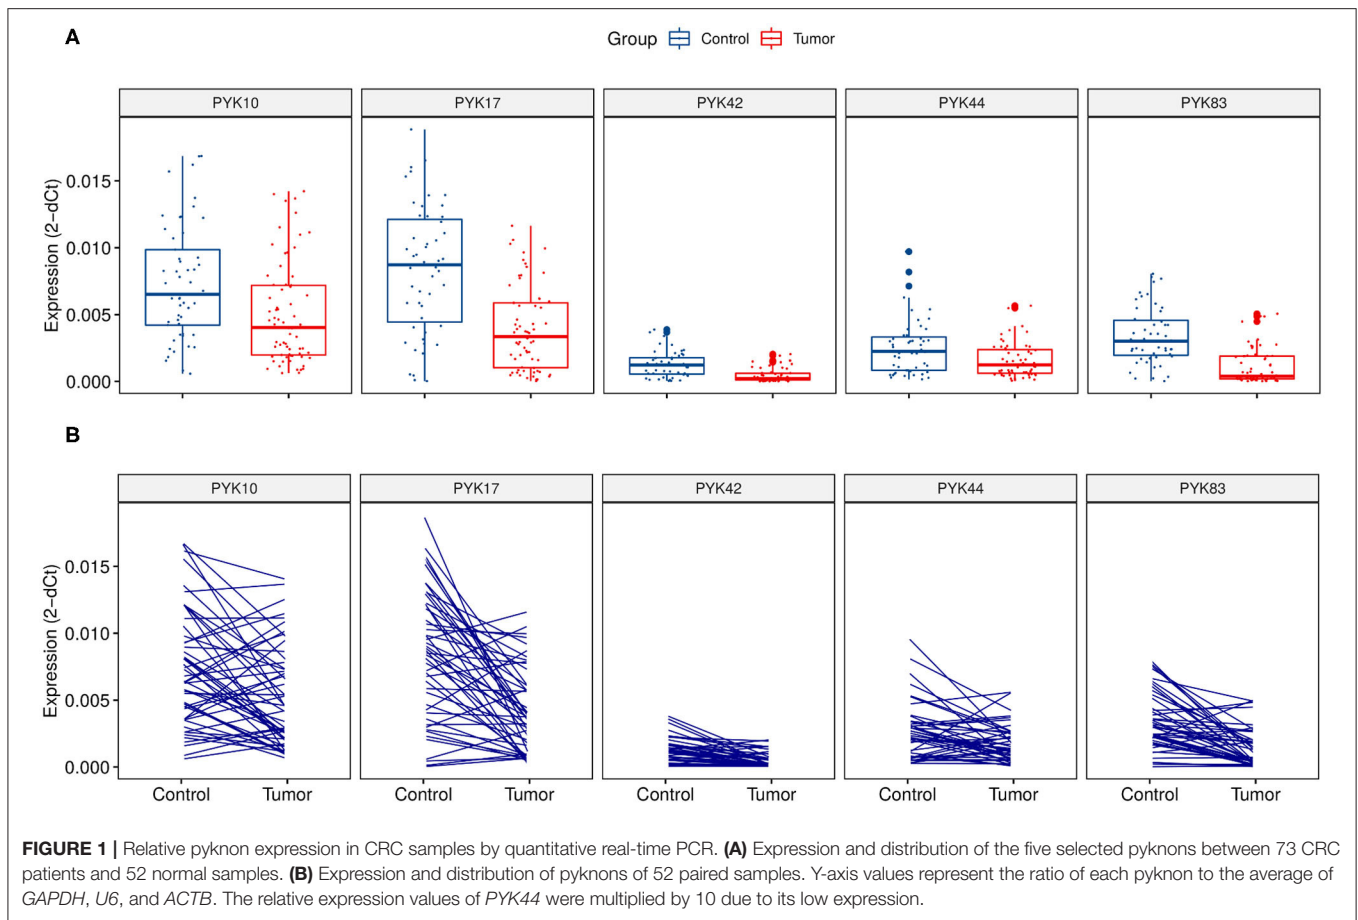 A
Group Control Tumor
PYK10 PYK17 PYK42 PYK44 PYK83
Expression (2−dCt)
0.015
0.010
0.005
0.000
B
PYK10 PYK17 PYK42 PYK44 PYK83
Expression (2−dCt)
0.015
0.010
0.005
0.000
Control Tumor Control Tumor Control Tumor Control Tumor Control Tumor
FIGURE 1 | Relative pyknon expression in CRC samples by quantitative real-time PCR. (A) Expression and distribution of the five selected pyknons between 73 CRC
patients and 52 normal samples. (B) Expression and distribution of pyknons of 52 paired samples. Y-axis values represent the ratio of each pyknon to the average of
GAPDH, U6, and ACTB. The relative expression values of PYK44 were multiplied by 10 due to its low expression.